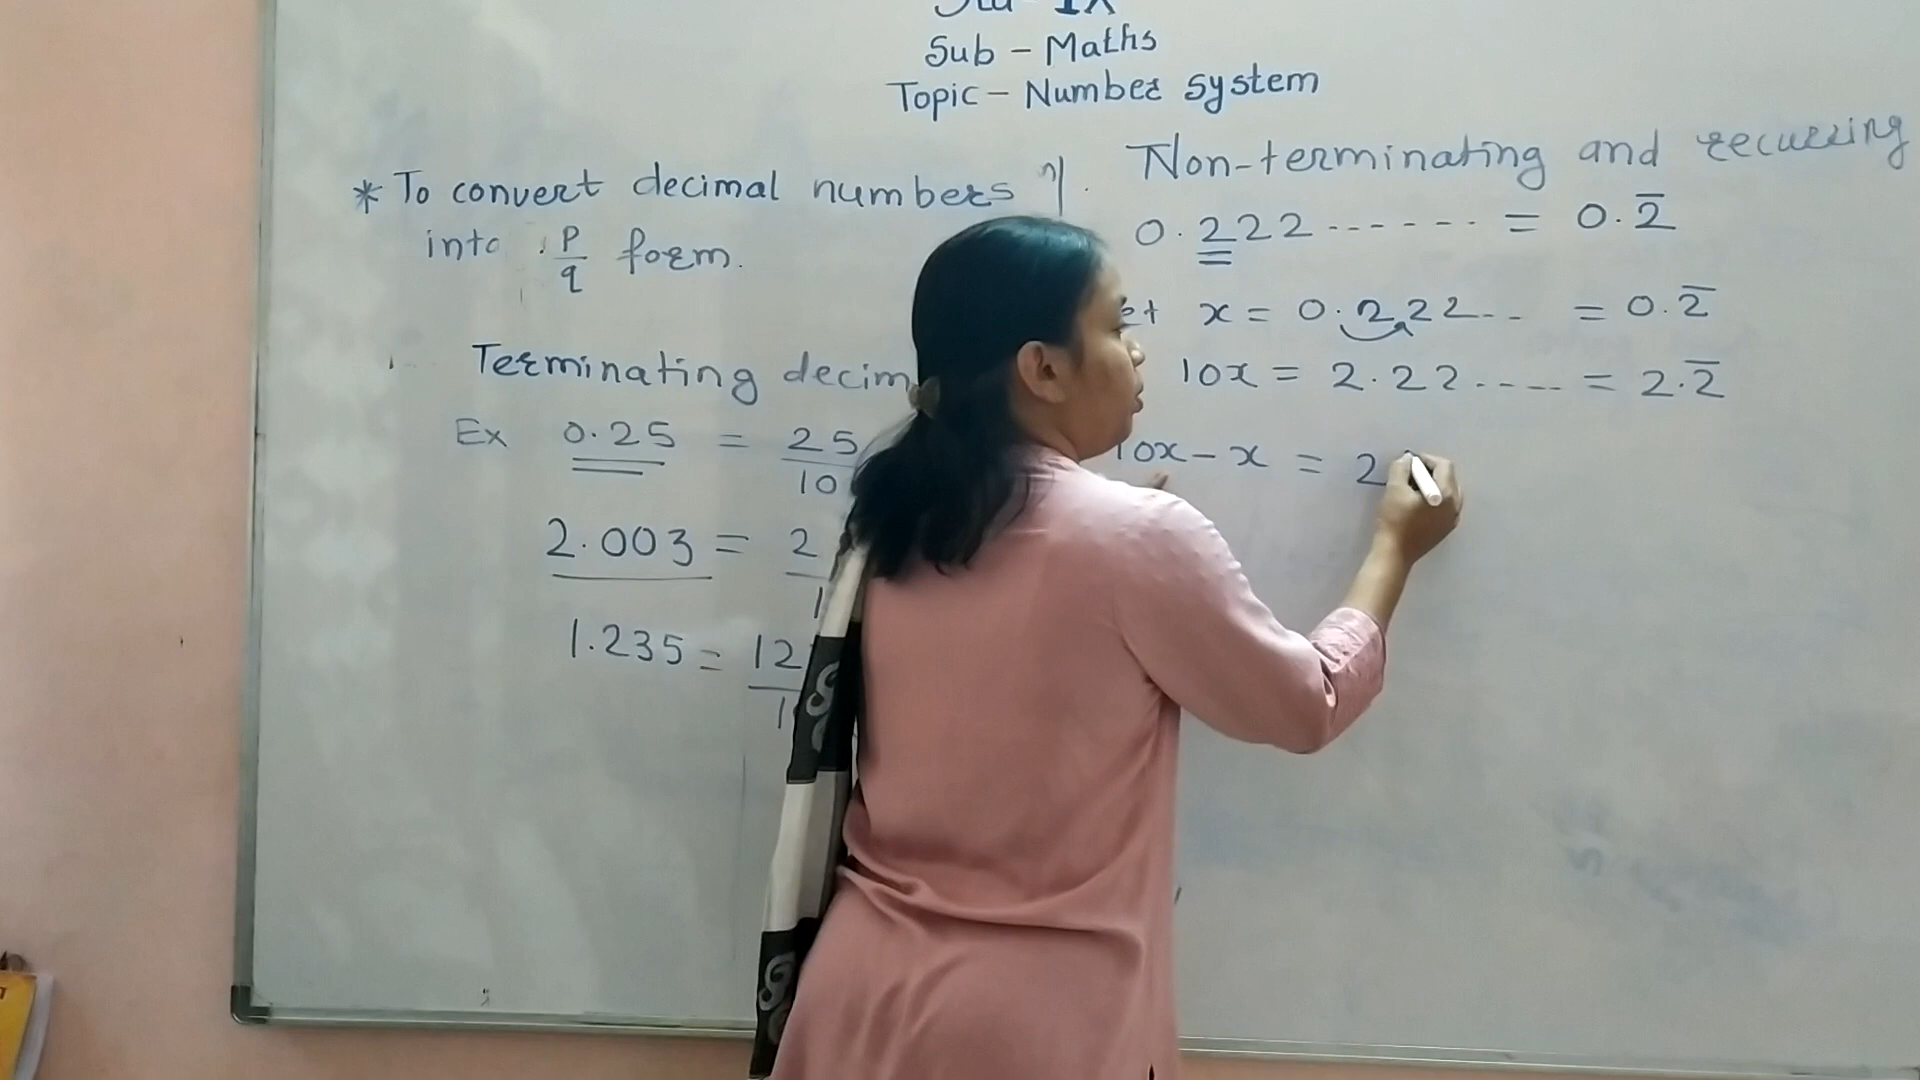 Sub - Maths
Topic - Number system
* To convert decimal numbers
into p/q form.
Terminating decim
Ex 0.25 = 25/10
2.003 = 2
1.235 = 12
Non-terminating and recurring
0.222....... = 0.2̅
x = 0.222... = 0.2̅
10x = 2.22..... = 2.2̅
10x - x = 2